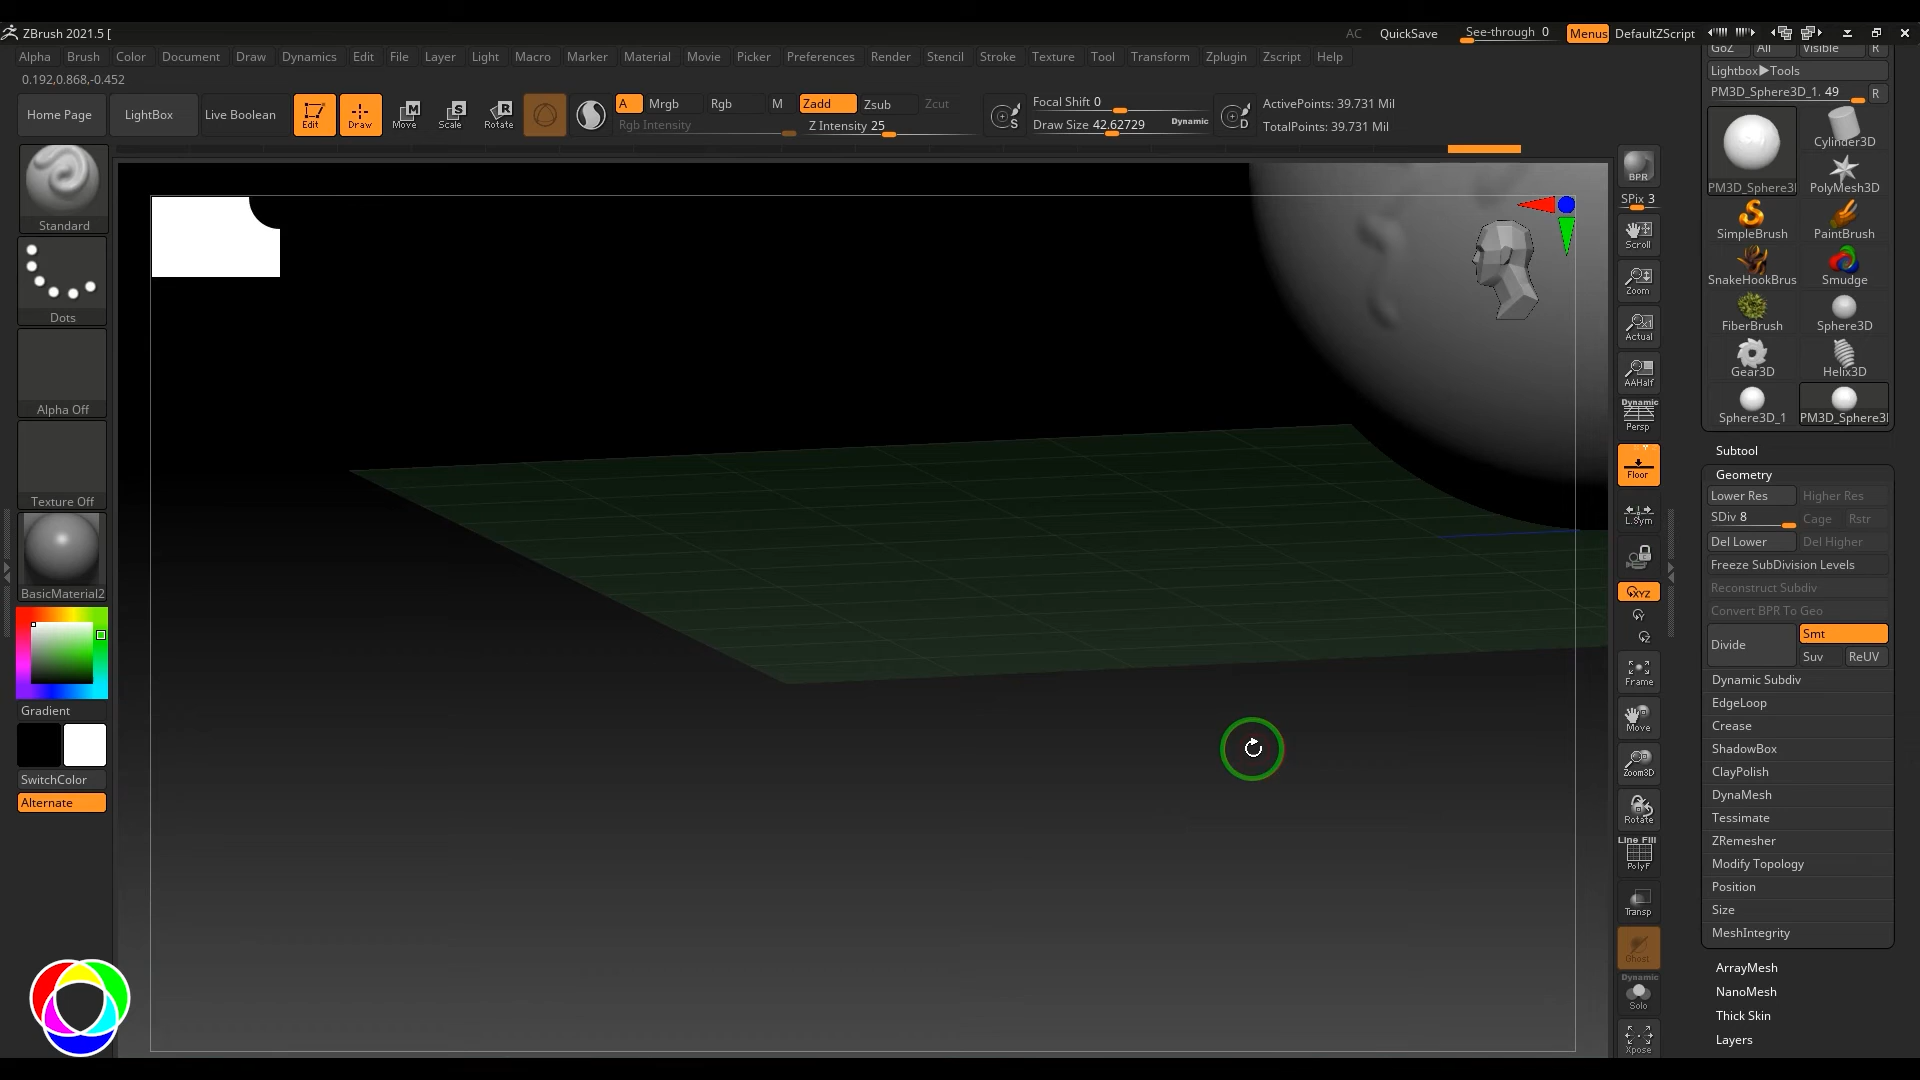 ZBrush 2021.5 [
AC QuickSave See-through 0 Menus DefaultZScript
Alpha Brush Color Document Draw Dynamics Edit File Layer Light Macro Marker Material Movie Picker Preferences Render Stencil Stroke Texture Tool Transform Zplugin Zscript Help
0.192,0.868,-0.452
Home Page LightBox Live Boolean Edit Draw Move Scale Rotate
A Mrgb Rgb M Zadd Zsub Zcut
Rgb Intensity Z Intensity 25
Focal Shift 0
Draw Size 42.62729 Dynamic
ActivePoints: 39.731 Mil
TotalPoints: 39.731 Mil
Standard
Dots
Alpha Off
Texture Off
BasicMaterial2
Gradient
SwitchColor
Alternate
BPR
SPix 3
Scroll
Zoom
Actual
AAHalf
Dynamic
Persp
Floor
L.Sym
XYZ
Y
Z
Frame
Move
Zoom3D
Rotate
Line Fill
PolyF
Transp
Ghost
Dynamic
Solo
Xpose
GoZ All Visible R
Lightbox▶Tools
PM3D_Sphere3D_1. 49 R
PM3D_Sphere3I Cylinder3D
PolyMesh3D
SimpleBrush PaintBrush
SnakeHookBrus Smudge
FiberBrush Sphere3D
Gear3D Helix3D
Sphere3D_1 PM3D_Sphere3I
Subtool
Geometry
Lower Res Higher Res
SDiv 8 Cage Rstr
Del Lower Del Higher
Freeze SubDivision Levels
Reconstruct Subdiv
Convert BPR To Geo
Divide Smt
Suv ReUV
Dynamic Subdiv
EdgeLoop
Crease
ShadowBox
ClayPolish
DynaMesh
Tessimate
ZRemesher
Modify Topology
Position
Size
MeshIntegrity
ArrayMesh
NanoMesh
Thick Skin
Layers